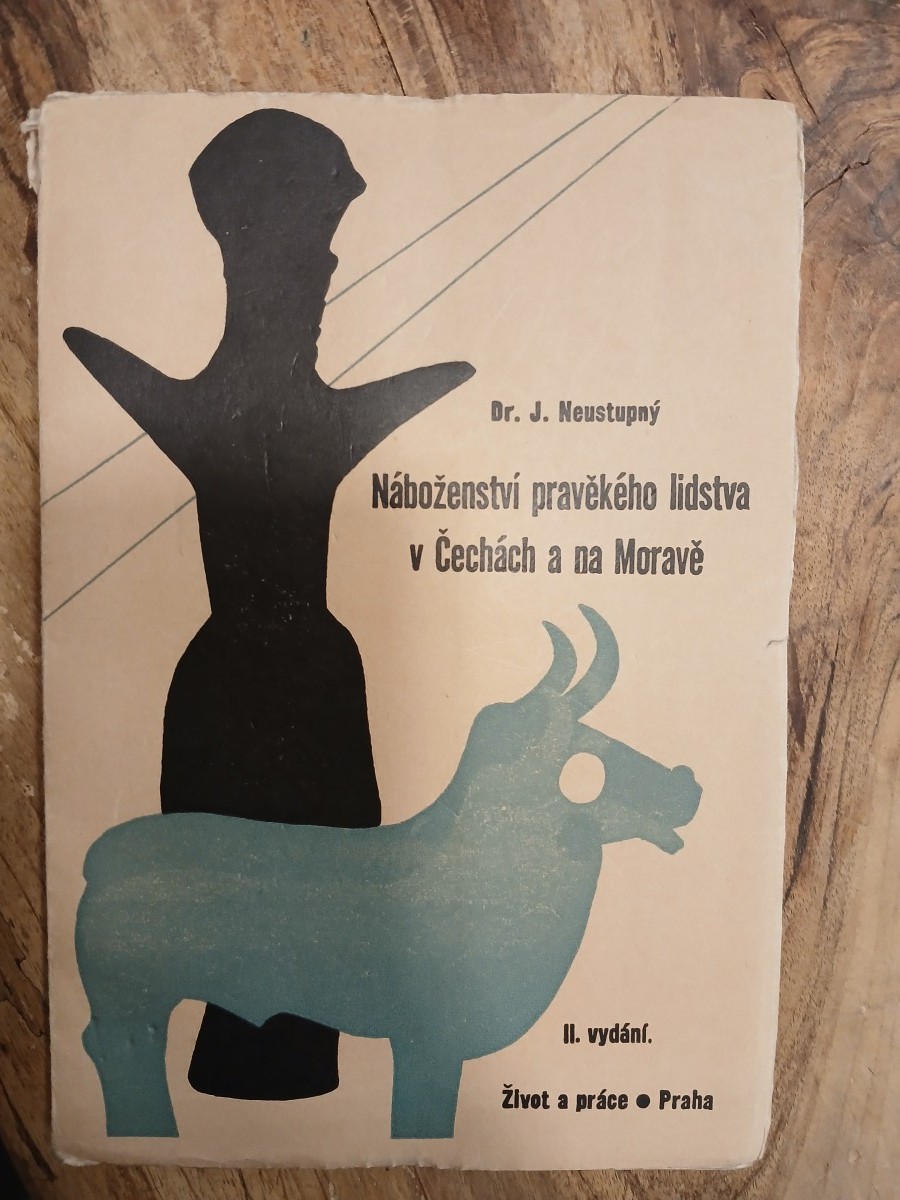 Dr. J. Neustupný
Náboženství pravěkého lidstva
v Čechách a na Moravě
II. vydání.
Život a práce ● Praha